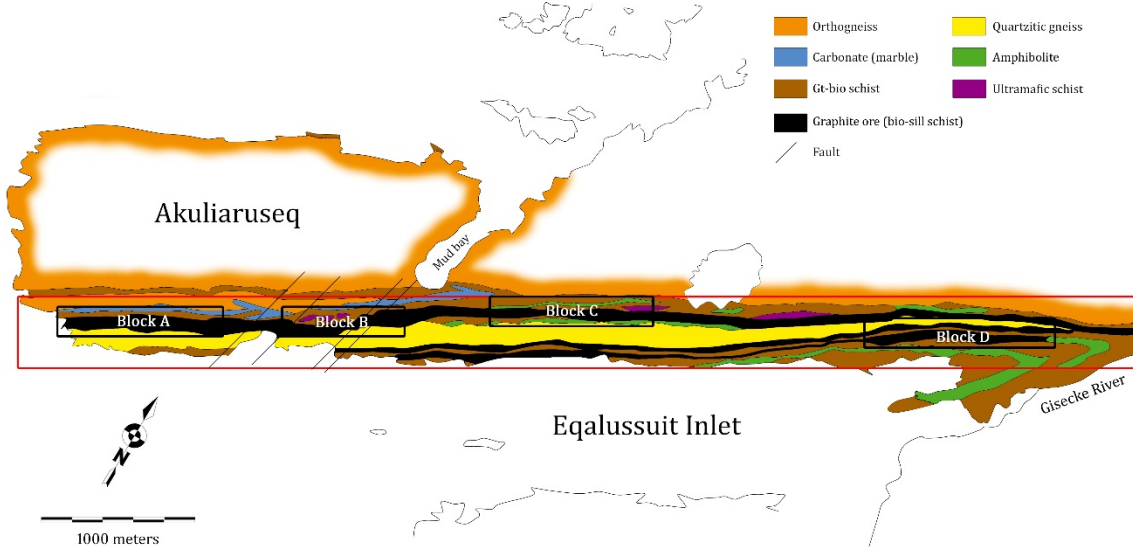 Orthogneiss
Carbonate (marble)
Gt-bio schist
Graphite ore (bio-sill schist)
Fault
Quartzitic gneiss
Amphibolite
Ultramafic schist
Akuliaruseq
Mud bay
Block A
Block B
Block C
Block D
Gisecke River
Eqalussuit Inlet
N
1000 meters